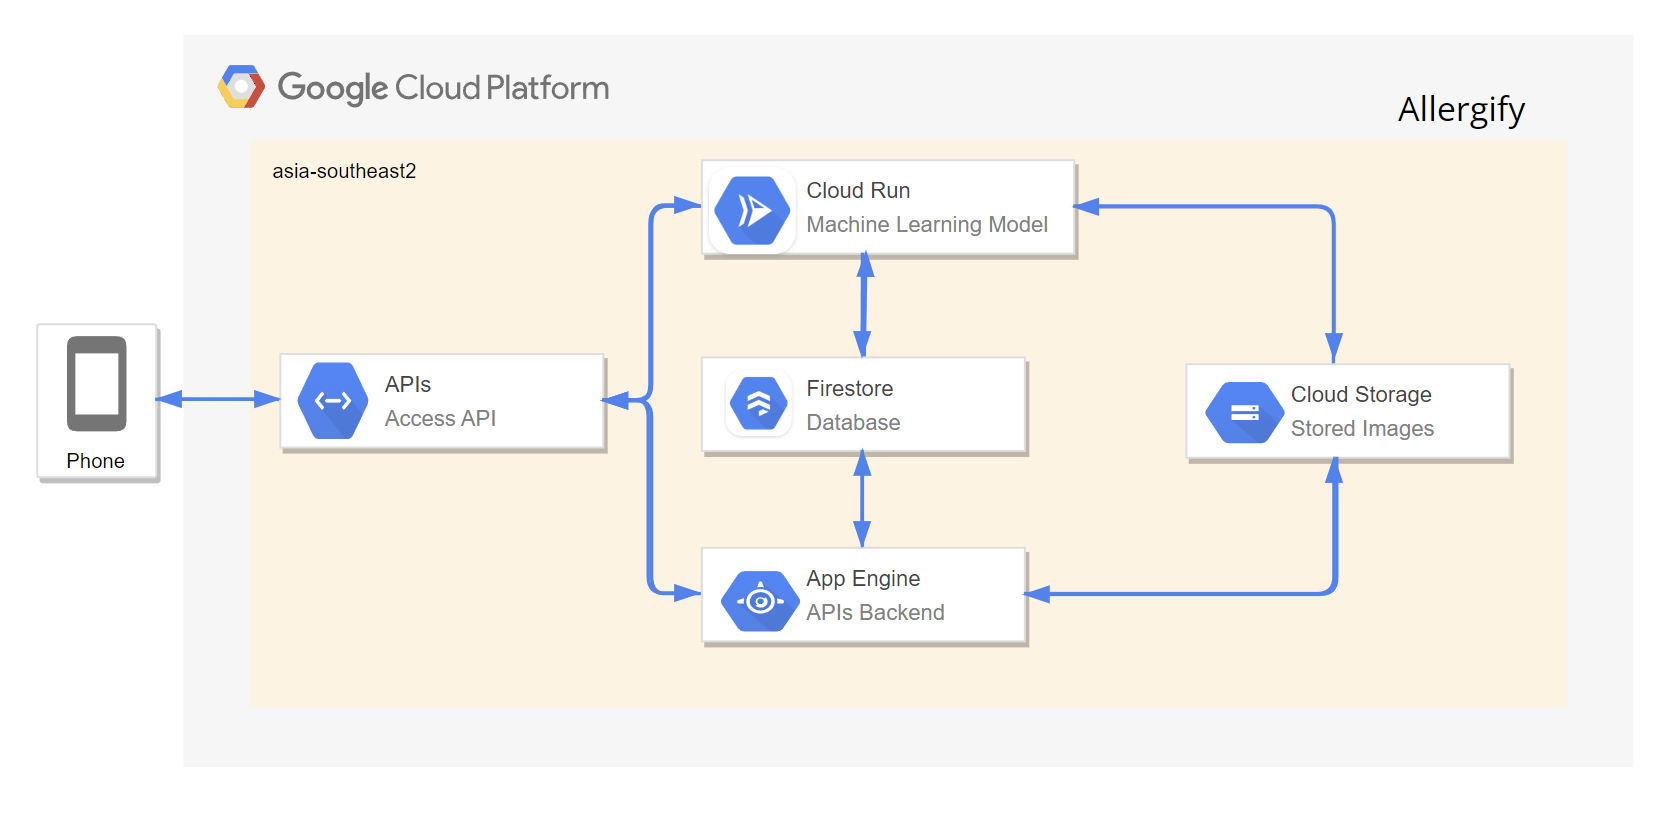 Google Cloud Platform
Allergify
asia-southeast2
Cloud Run
Machine Learning Model
Phone
APIs
Access API
Firestore
Database
Cloud Storage
Stored Images
App Engine
APIs Backend